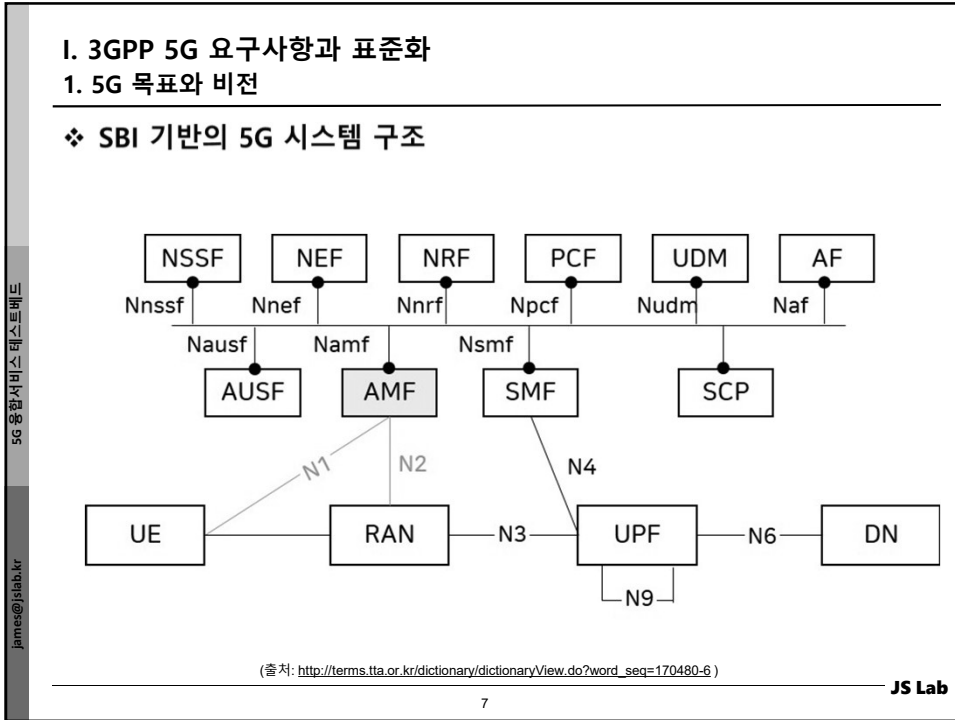 I. 3GPP 5G 요구사항과 표준화
1. 5G 목표와 비전
❖ SBI 기반의 5G 시스템 구조
NSSF NEF NRF PCF UDM AF
Nnssf Nnef Nnrf Npcf Nudm Naf
Nausf Namf Nsmf
AUSF AMF SMF SCP
N1 N2 N4
UE RAN N3 UPF N6 DN
N9
(출처: http://terms.tta.or.kr/dictionary/dictionaryView.do?word_seq=170480-6 )
JS Lab
7
5G 융합서비스 테스트베드
james@jslab.kr